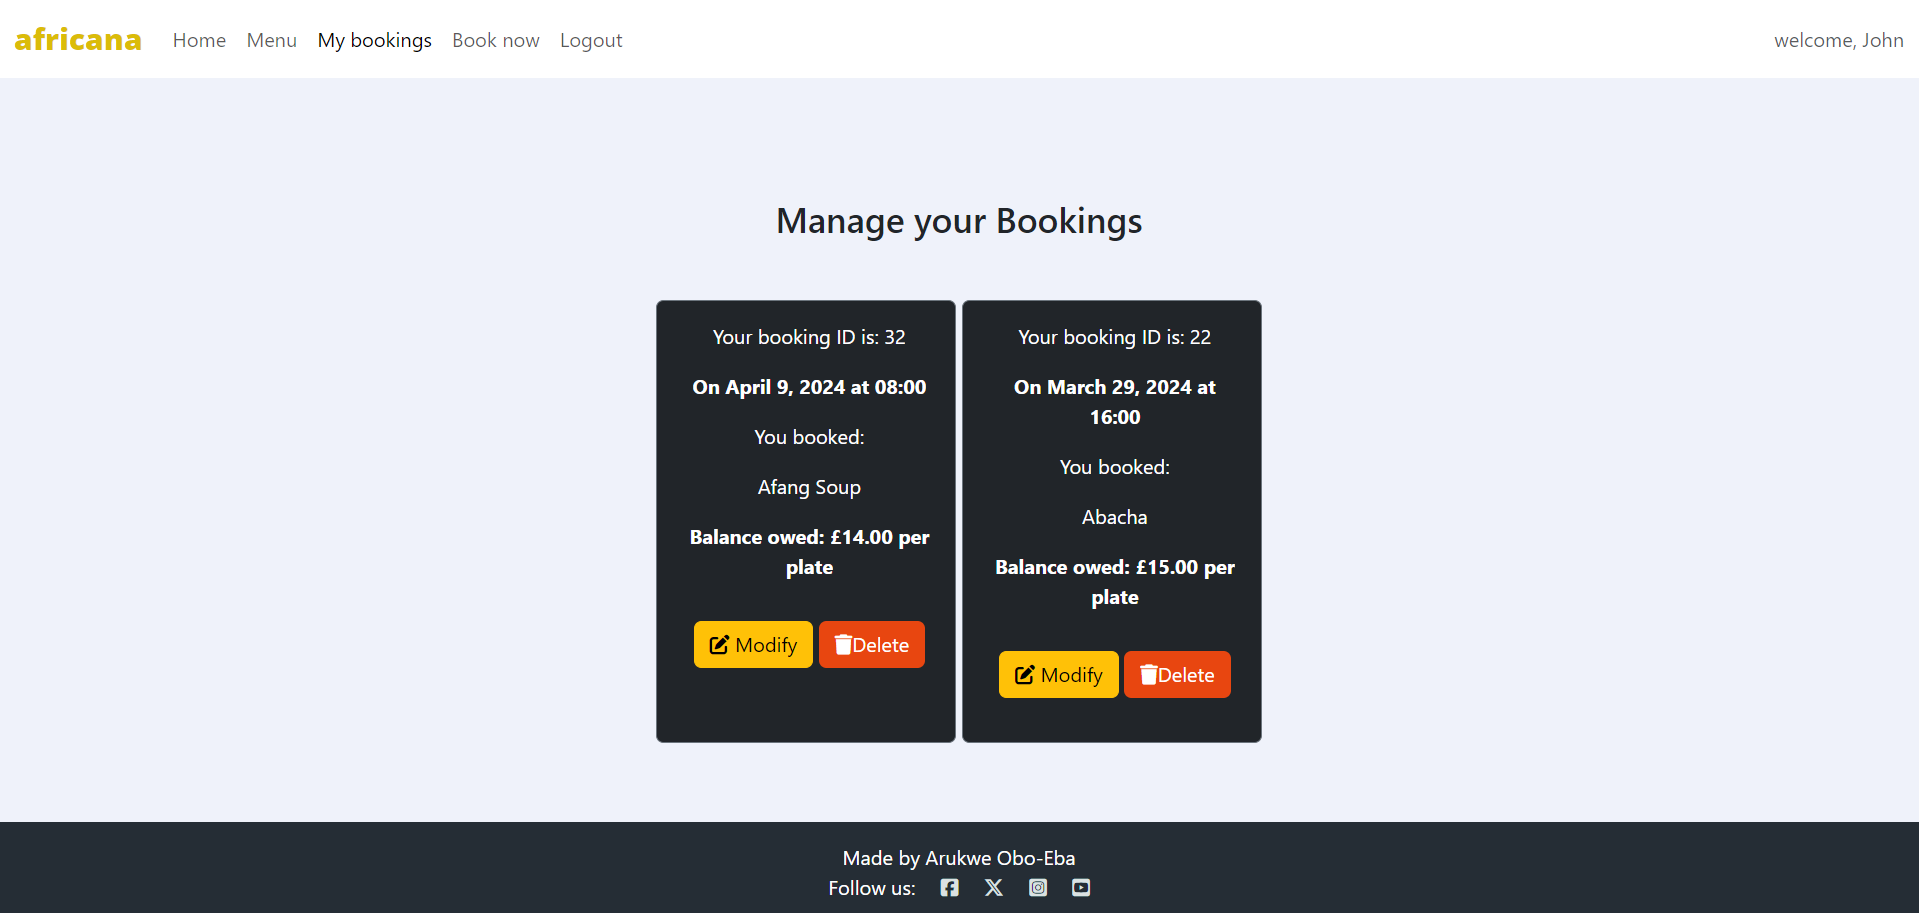 africana
Home
Menu
My bookings
Book now
Logout
welcome, John
Manage your Bookings
Your booking ID is: 32
On April 9, 2024 at 08:00
You booked:
Afang Soup
Balance owed: £14.00 per
plate
Modify
Delete
Your booking ID is: 22
On March 29, 2024 at
16:00
You booked:
Abacha
Balance owed: £15.00 per
plate
Modify
Delete
Made by Arukwe Obo-Eba
Follow us: